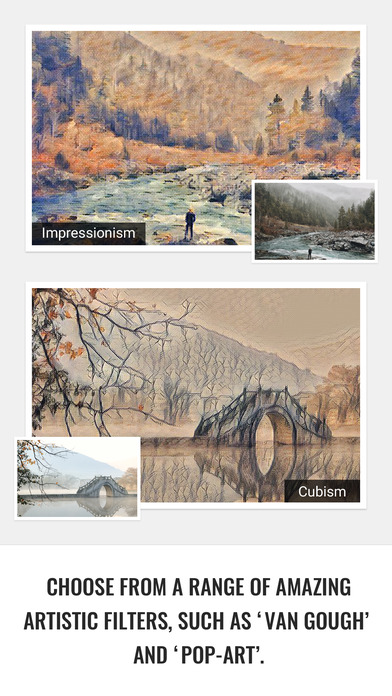 Impressionism
Cubism
CHOOSE FROM A RANGE OF AMAZING
ARTISTIC FILTERS, SUCH AS ‘VAN GOUGH’
AND ‘POP-ART’.